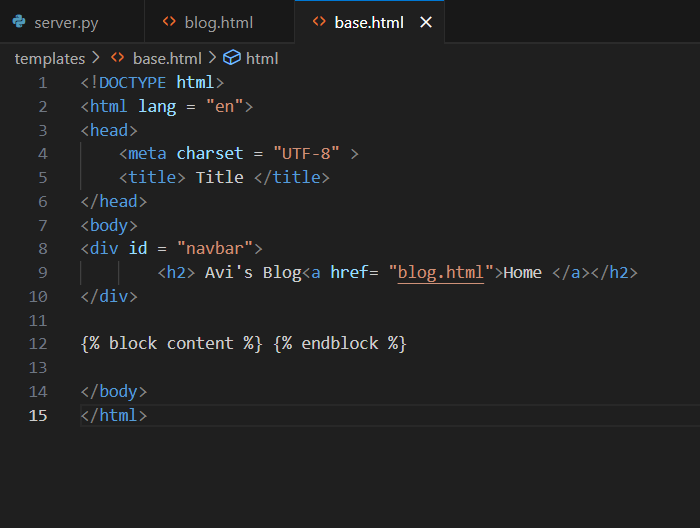 server.py blog.html base.html
templates > base.html > html
1 <!DOCTYPE html>
2 <html lang = "en">
3 <head>
4     <meta charset = "UTF-8" >
5     <title> Title </title>
6 </head>
7 <body>
8 <div id = "navbar">
9         <h2> Avi's Blog<a href= "blog.html">Home </a></h2>
10 </div>
11
12 {% block content %} {% endblock %}
13
14 </body>
15 </html>